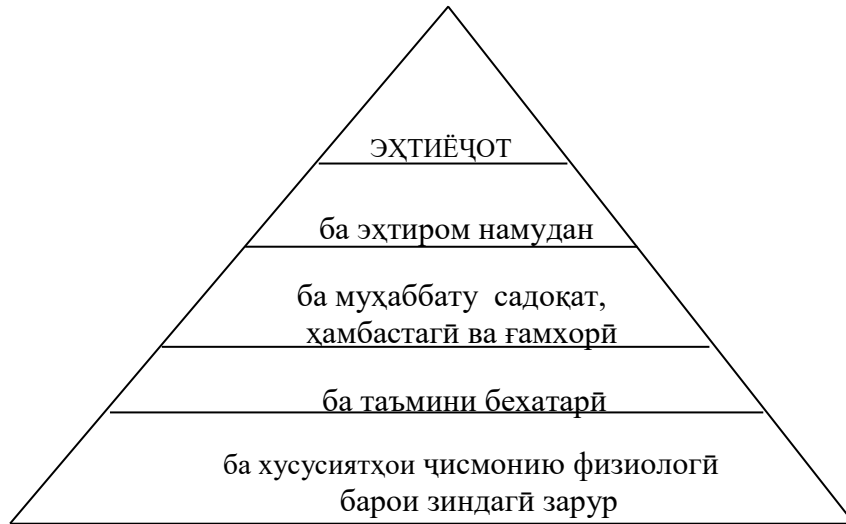 ЭҲТИЁҶОТ
ба эҳтиром намудан
ба муҳаббату садоқат,
ҳамбастагӣ ва ғамхорӣ
ба таъмини бехатарӣ
ба хусусиятҳои ҷисмонию физиологӣ
барои зиндагӣ зарур